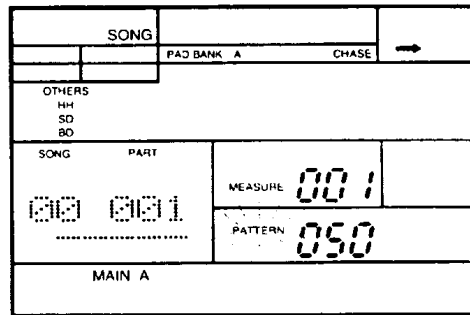 SONG
PAD BANK A CHASE
OTHERS
HH
SD
BD
SONG PART
00 001
MEASURE 001
PATTERN 050
MAIN A